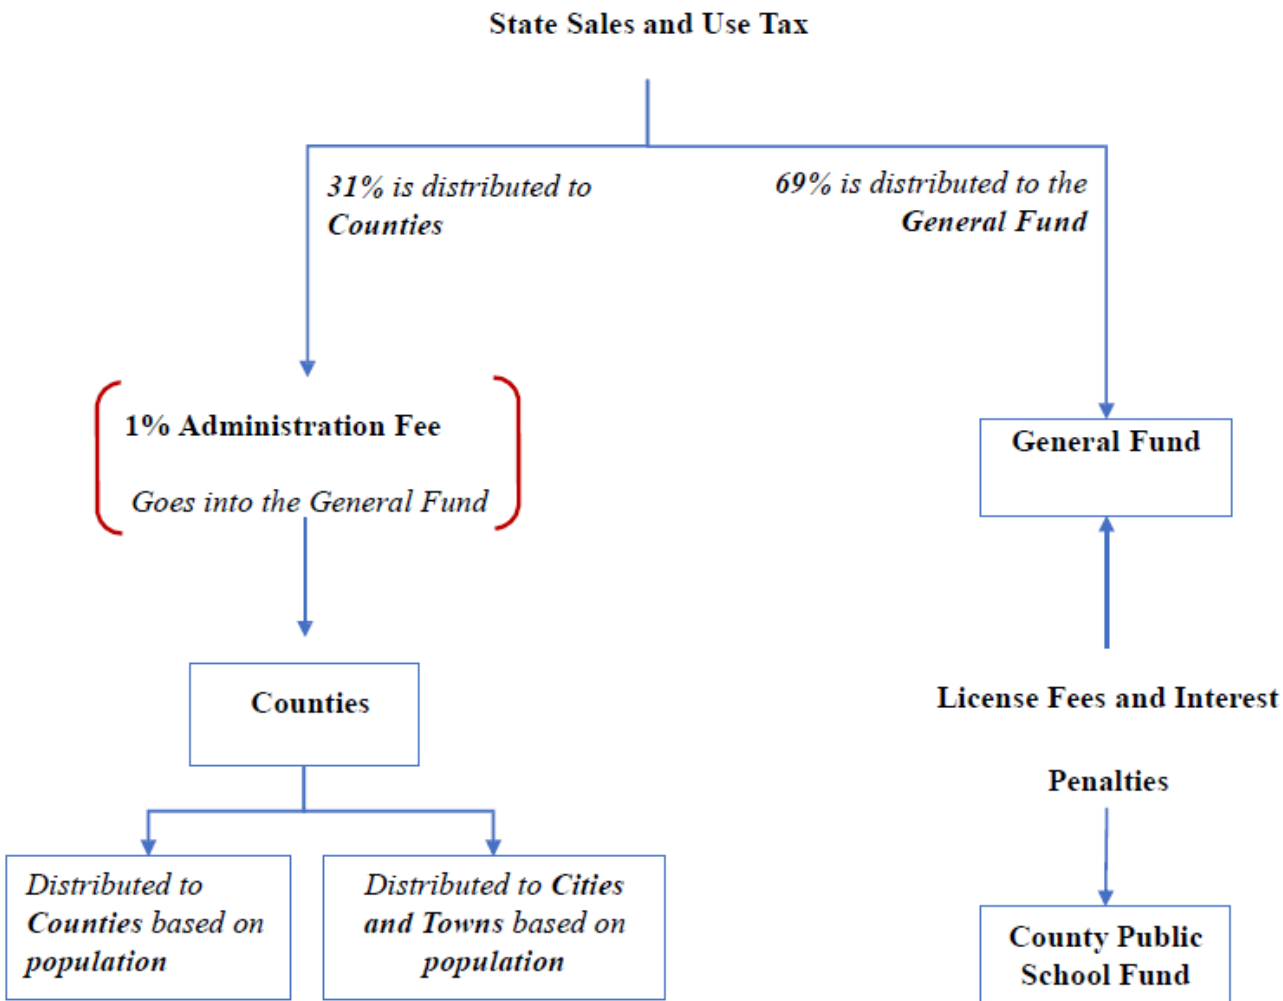 State Sales and Use Tax
31% is distributed to
Counties
69% is distributed to the
General Fund
1% Administration Fee
Goes into the General Fund
General Fund
Counties
License Fees and Interest
Penalties
Distributed to
Counties based on
population
Distributed to Cities
and Towns based on
population
County Public
School Fund